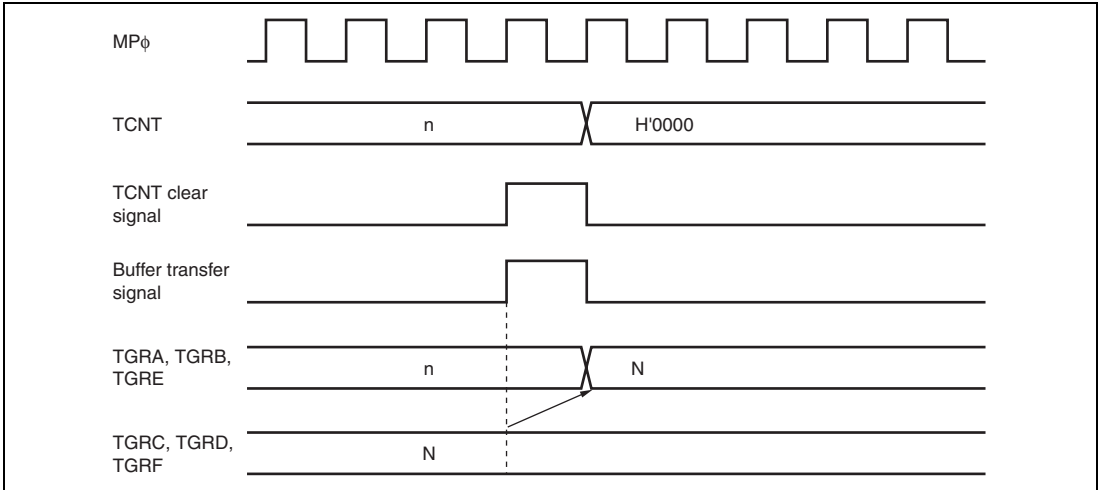 MPϕ
TCNT
n
H'0000
TCNT clear
signal
Buffer transfer
signal
TGRA, TGRB,
TGRE
n
N
TGRC, TGRD,
TGRF
N